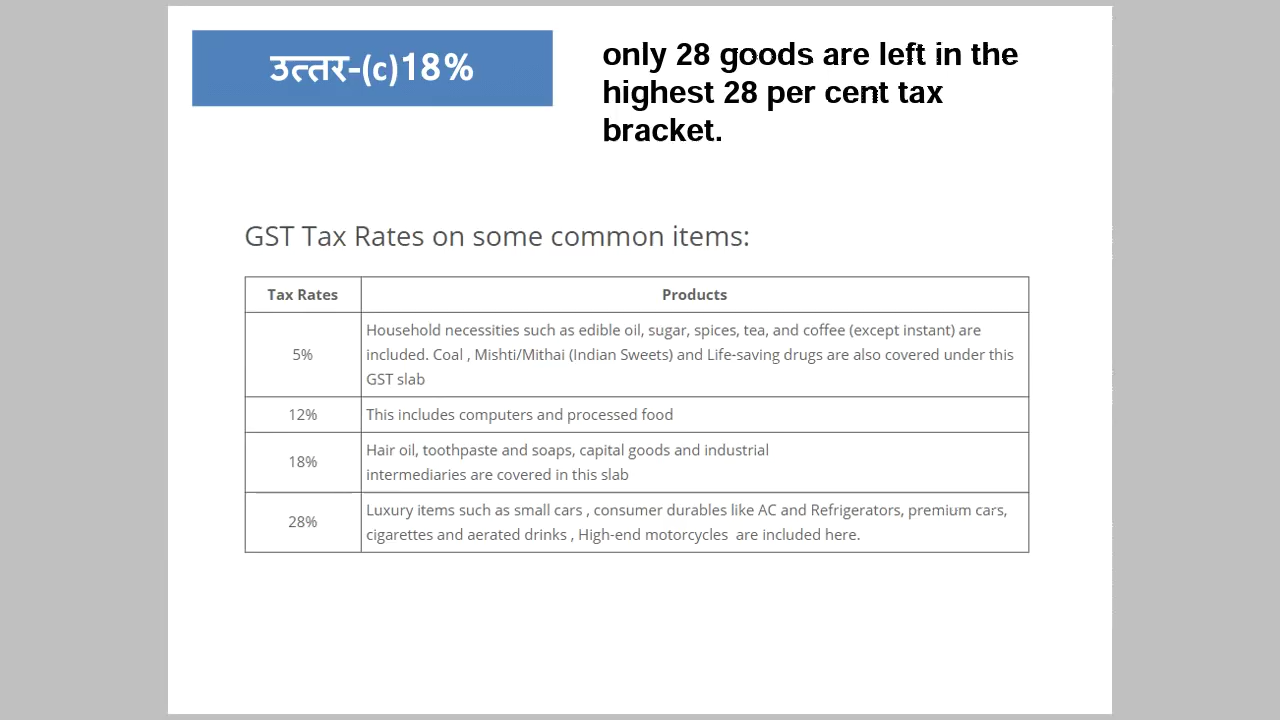 उत्तर-(c)18%
only 28 goods are left in the
highest 28 per cent tax
bracket.
GST Tax Rates on some common items:
Tax Rates Products
5% Household necessities such as edible oil, sugar, spices, tea, and coffee (except instant) are
included. Coal , Mishti/Mithai (Indian Sweets) and Life-saving drugs are also covered under this
GST slab
12% This includes computers and processed food
18% Hair oil, toothpaste and soaps, capital goods and industrial
intermediaries are covered in this slab
28% Luxury items such as small cars , consumer durables like AC and Refrigerators, premium cars,
cigarettes and aerated drinks , High-end motorcycles  are included here.